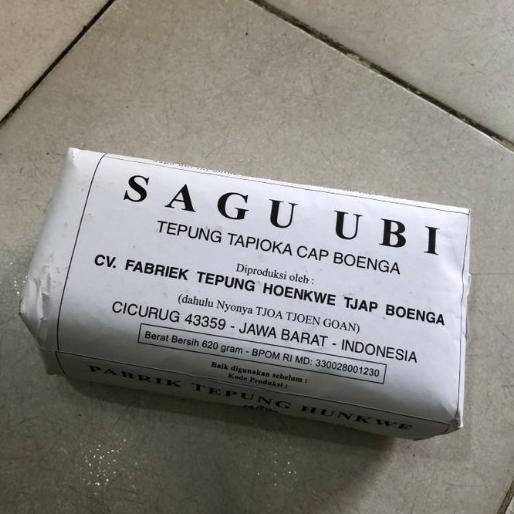 SAGU UBI
TEPUNG TAPIOKA CAP BOENGA
Diproduksi oleh :
CV. FABRIEK TEPUNG HOENKWE TJAP BOENGA
(dahulu Nyonya TJOA TJOEN GOAN)
CICURUG 43359 - JAWA BARAT - INDONESIA
Berat Bersih 620 gram - BPOM RI MD: 330028001230
Baik digunakan sebelum :
Kode Produksi :
PABRIK TEPUNG HUNKWE